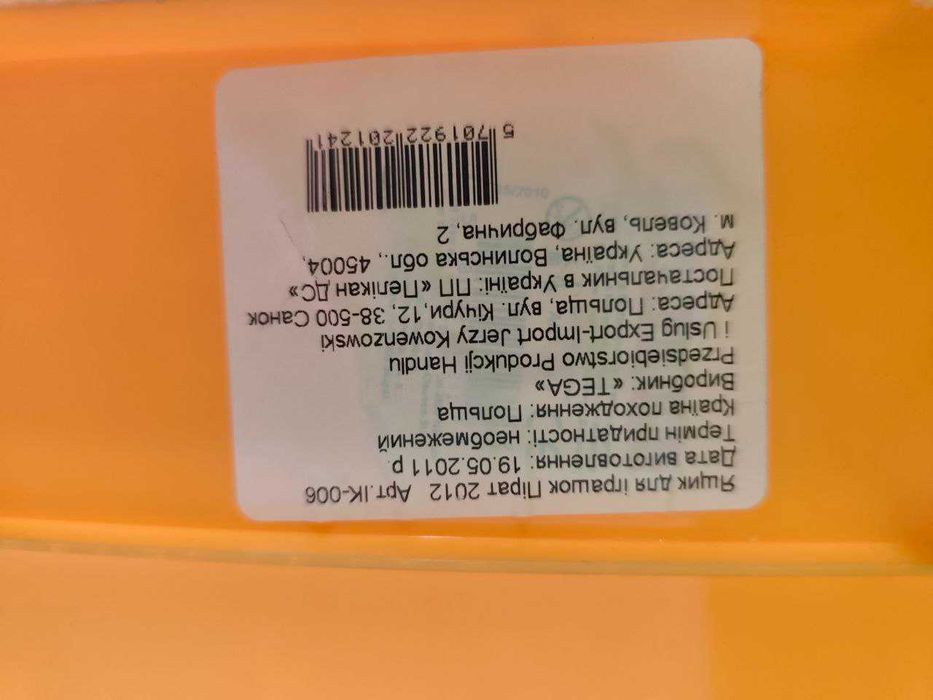 Ящик для іграшок Пірат 2012 Арт.ІК-006
Дата виготовлення: 19.05.2011 р.
Термін придатності: необмежений
Країна походження: Польща
Виробник: « TEGA»
Przedsiebiorstwo Produkcji Handlu
i Uslug Export-Import Jerzy Kowenzowski
Адреса: Польща, вул. Кічури,12, 38-500 Санок
Постачальник в Україні: ПП « Пелікан ДС»
Адреса: Україна, Волинська обл., 45004,
м. Ковель, вул. Фабрична, 2
5 701922 201241